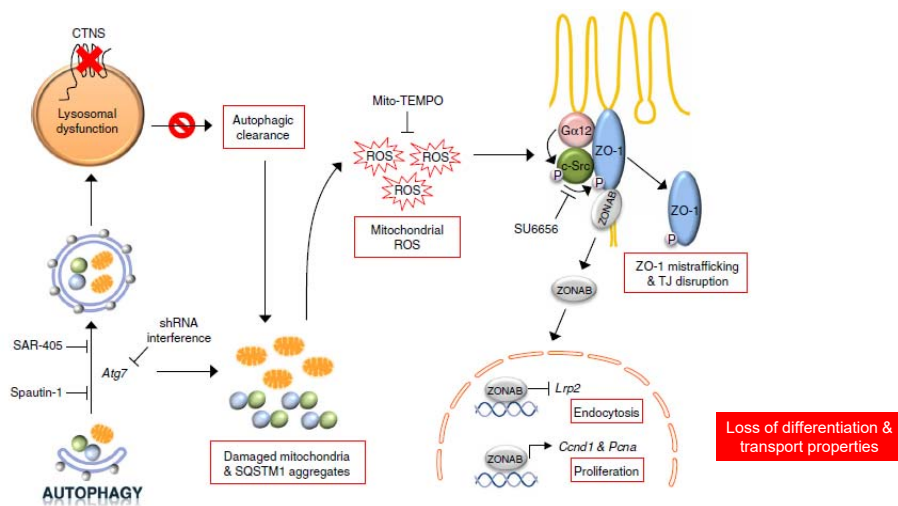 CTNS
Lysosomal
dysfunction
Autophagic
clearance
SAR-405
Spautin-1
Atg7
shRNA
interference
AUTOPHAGY
Damaged mitochondria
& SQSTM1 aggregates
Mito-TEMPO
ROS
ROS
ROS
Mitochondrial
ROS
Gα12
c-Src
P
ZO-1
P
ZONAB
SU6656
ZO-1
P
ZO-1 mistrafficking
& TJ disruption
ZONAB
ZONAB
Lrp2
Endocytosis
ZONAB
Ccnd1 & Pcna
Proliferation
Loss of differentiation &
transport properties